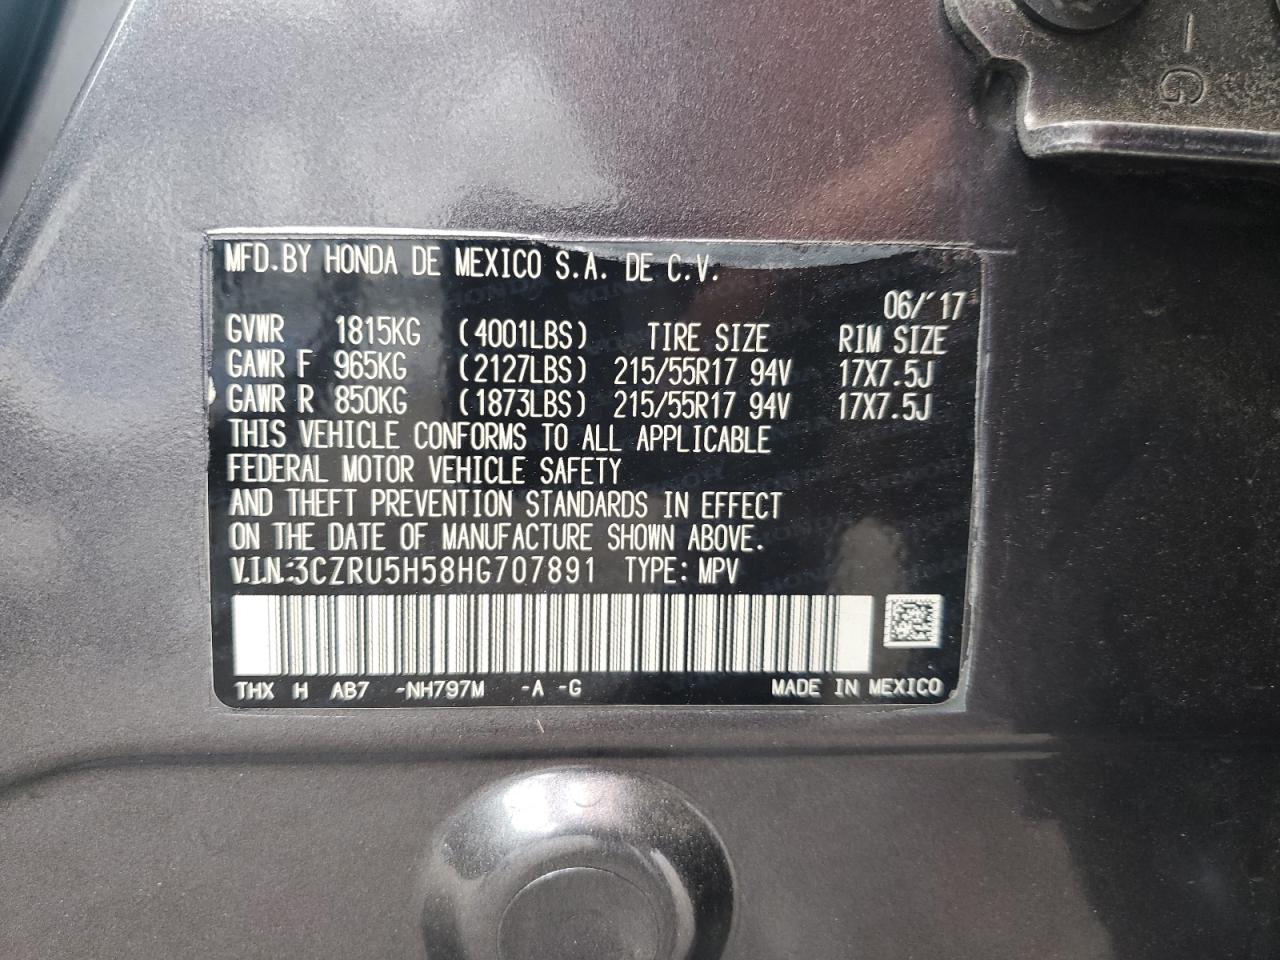 MFD.BY HONDA DE MEXICO S.A. DE C.V.
06/'17
GVWR 1815KG (4001LBS) TIRE SIZE RIM SIZE
GAWR F 965KG (2127LBS) 215/55R17 94V 17X7.5J
GAWR R 850KG (1873LBS) 215/55R17 94V 17X7.5J
THIS VEHICLE CONFORMS TO ALL APPLICABLE
FEDERAL MOTOR VEHICLE SAFETY
AND THEFT PREVENTION STANDARDS IN EFFECT
ON THE DATE OF MANUFACTURE SHOWN ABOVE.
V.I.N:3CZRU5H58HG707891 TYPE: MPV
THX H AB7 -NH797M -A -G MADE IN MEXICO
-G